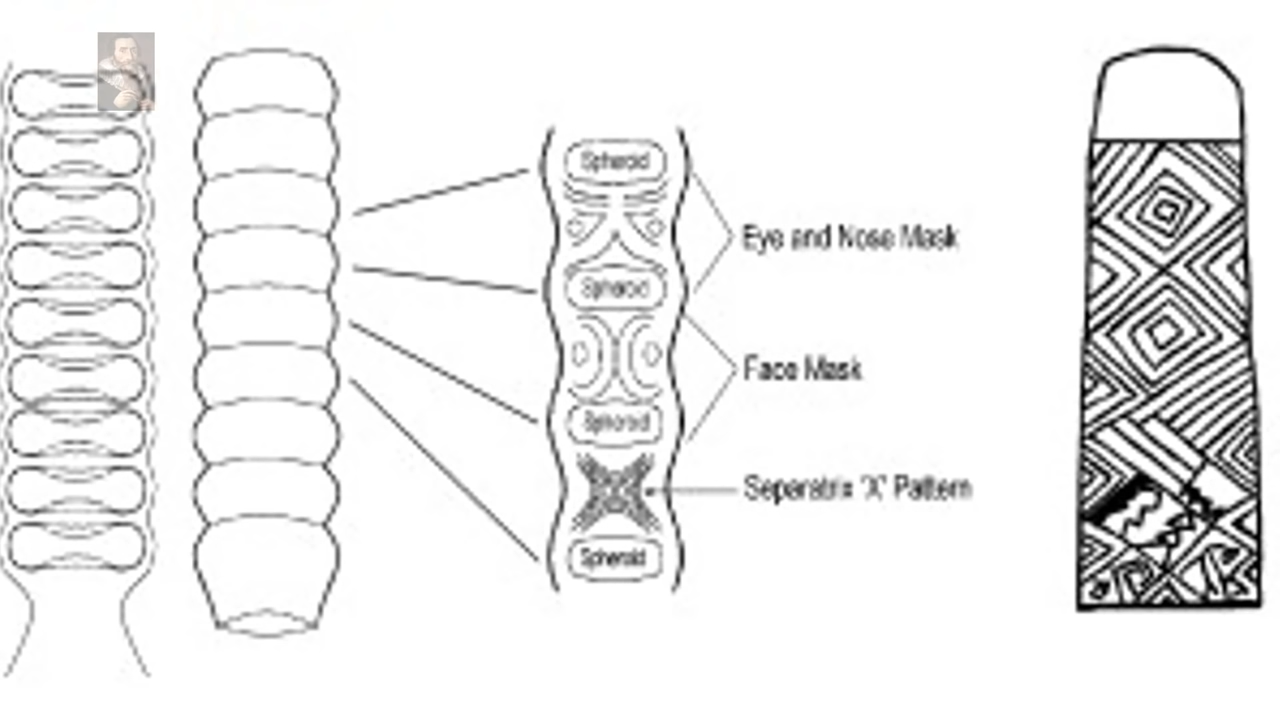 Spheroid
Eye and Nose Mask
Spheroid
Face Mask
Spheroid
Separatrix 'X' Pattern
Spheroid